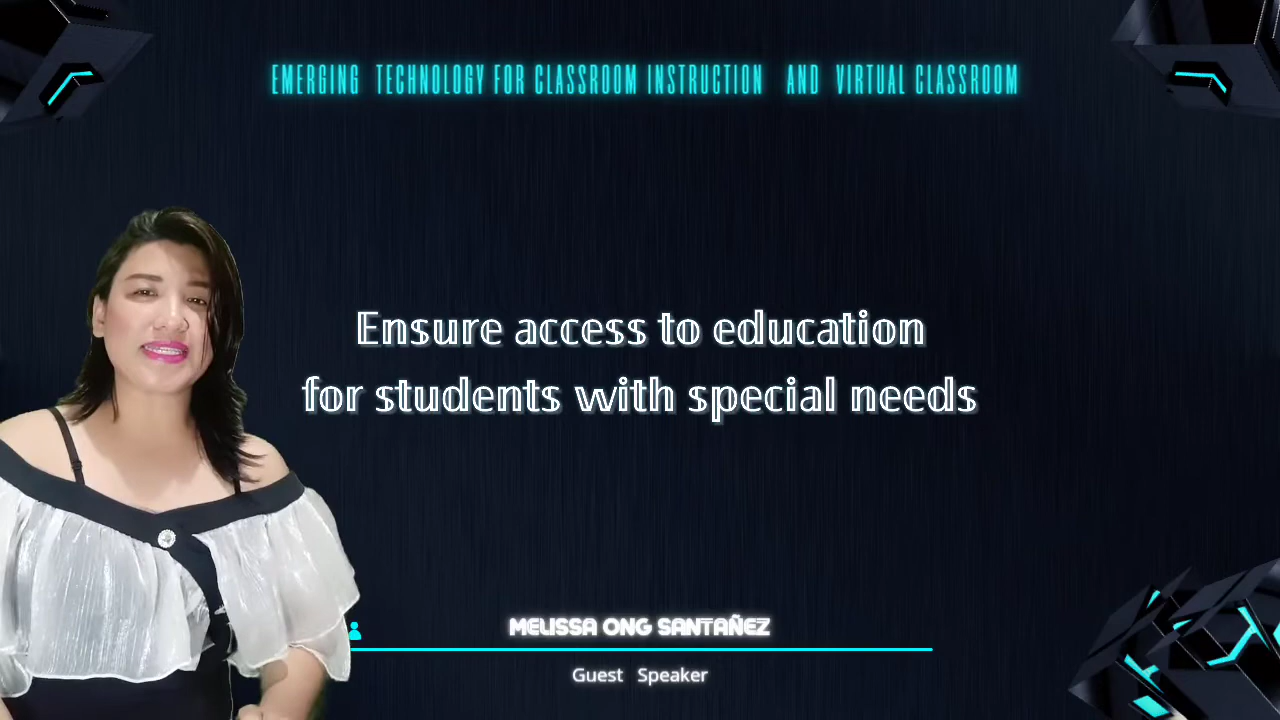 EMERGING TECHNOLOGY FOR CLASSROOM INSTRUCTION AND VIRTUAL CLASSROOM
Ensure access to education
for students with special needs
MELISSA ONG SANTAÑEZ
Guest Speaker